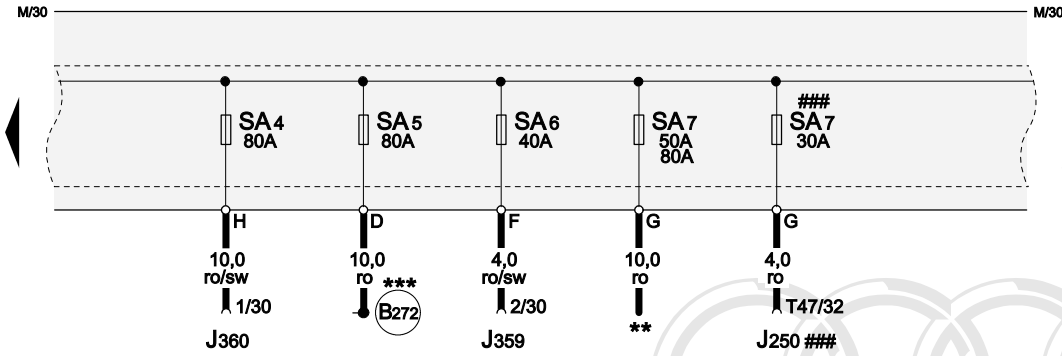 M/30 M/30
###
SA4 SA5 SA6 SA7 SA7
80A 80A 40A 50A 30A
80A
H D F G G
10,0 10,0 4,0 10,0 4,0
ro/sw ro ro/sw ro ro
***
1/30 B272 2/30 T47/32
**
J360 J359 J250 ###